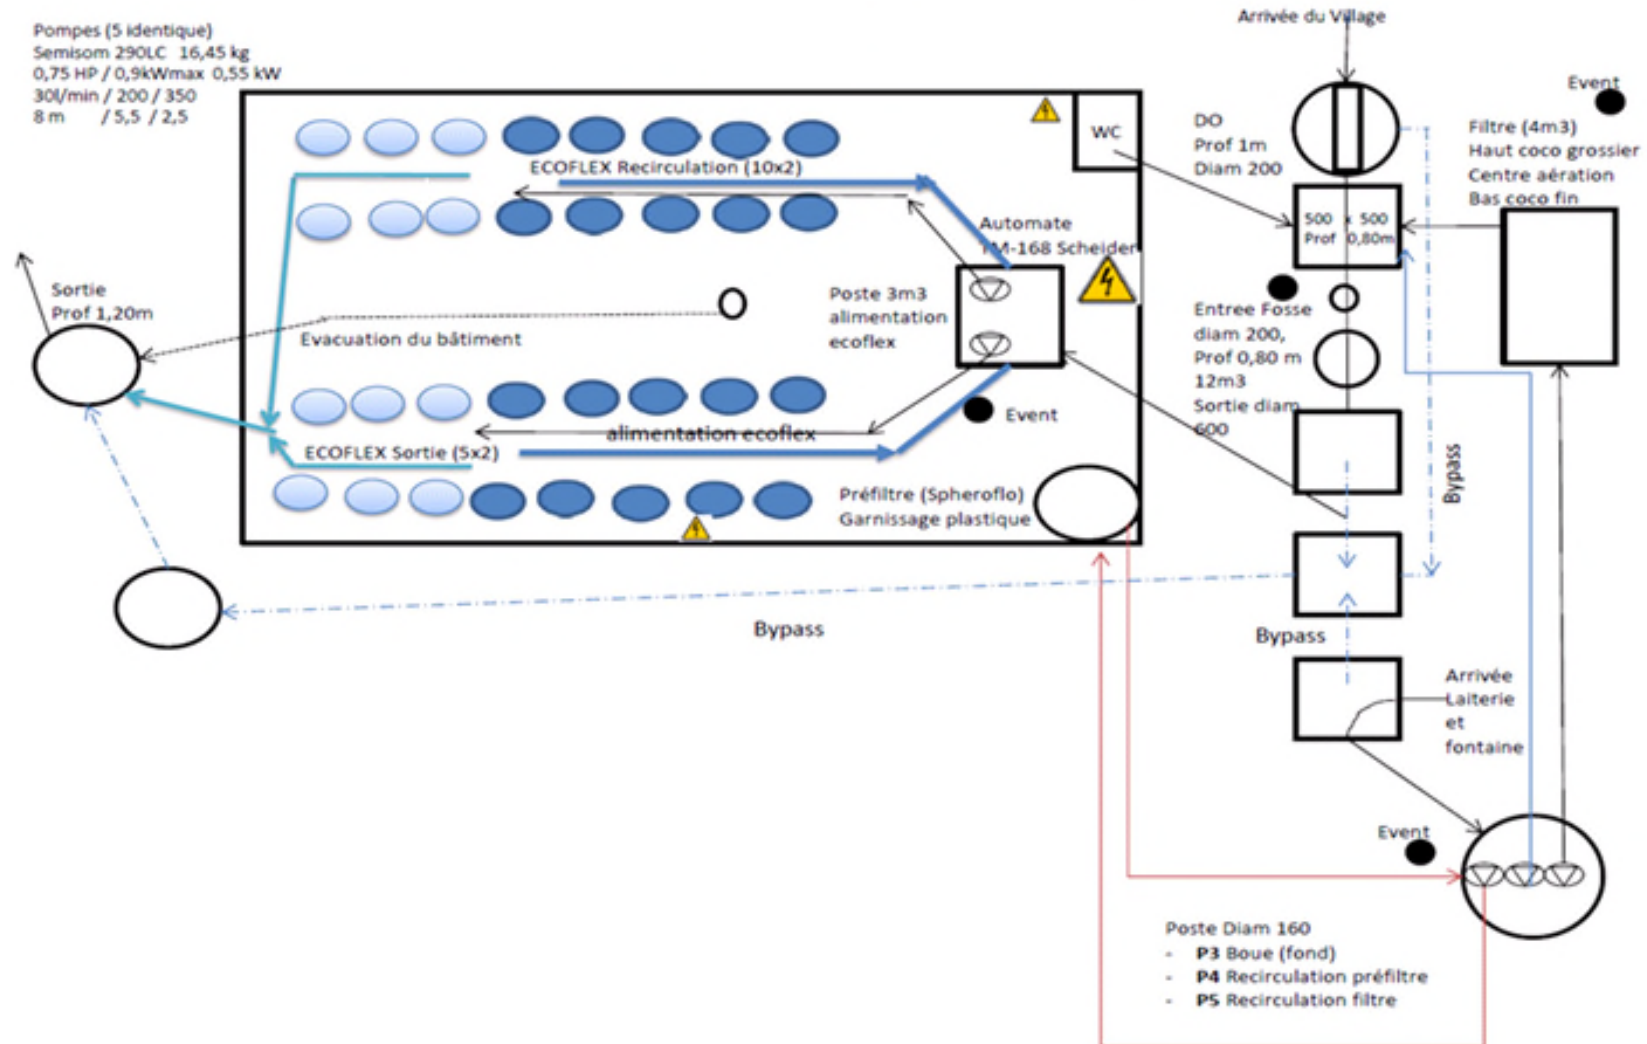 Arrivée du Village
Pompes (5 identique)
Semisom 290LC 16,45 kg
0,75 HP / 0,9kWmax 0,55 kW
30l/min / 200 / 350
8 m / 5,5 / 2,5
Event
WC
DO
Prof 1m
Diam 200
Filtre (4m3)
Haut coco grossier
Centre aération
Bas coco fin
ECOFLEX Recirculation (10x2)
500 x 500
Prof 0,80m
Automate
TM-168 Scheider
Sortie
Prof 1,20m
Poste 3m3
alimentation
ecoflex
Evacuation du bâtiment
Entree Fosse
diam 200,
Prof 0,80 m
12m3
Sortie diam
600
Event
alimentation ecoflex
ECOFLEX Sortie (5x2)
Bypass
Préfiltre (Spheroflo)
Garnissage plastique
Bypass
Bypass
Arrivée
Laiterie
et
fontaine
Event
Poste Diam 160
- P3 Boue (fond)
- P4 Recirculation préfiltre
- P5 Recirculation filtre